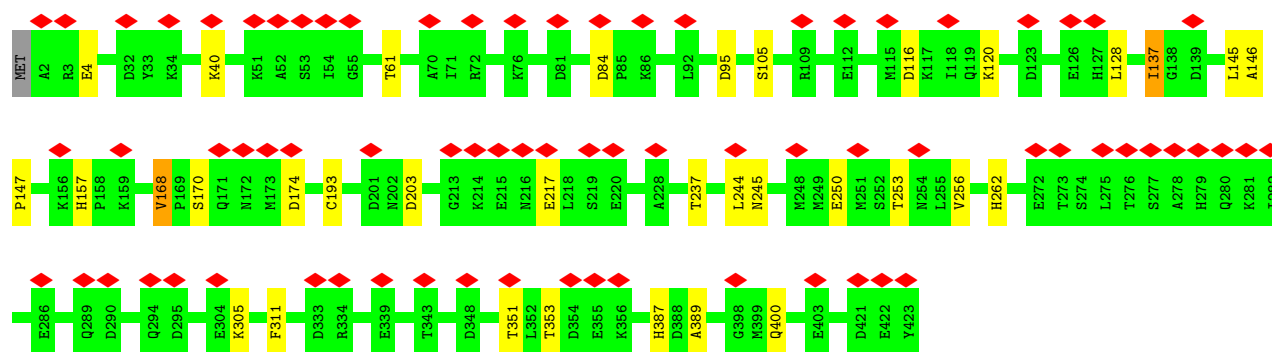 MET A2 R3 E4 D32 Y33 K34 K40 K51 A52 S53 I54 G55 T61 A70 I71 R72 K76 D81 D84 P85 K86 L92 D95 S105 R109 E112 M115 D116 K117 I118 Q119 K120 D123 E126 H127 L128 I137 G138 D139 L145 A146
P147 K156 H157 P158 K159 V168 P169 S170 Q171 N172 M173 D174 C193 D201 N202 D203 G213 K214 E215 N216 E217 L218 S219 E220 A228 T237 L244 N245 M248 M249 E250 M251 S252 T253 N254 L255 V256 H262 E272 T273 S274 L275 T276 S277 A278 H279 Q280 K281
E286 Q289 D290 Q294 D295 E304 K305 F311 D333 R334 E339 T343 D348 T351 L352 T353 D354 E355 K356 H387 D388 A389 G398 M399 Q400 E403 D421 E422 Y423